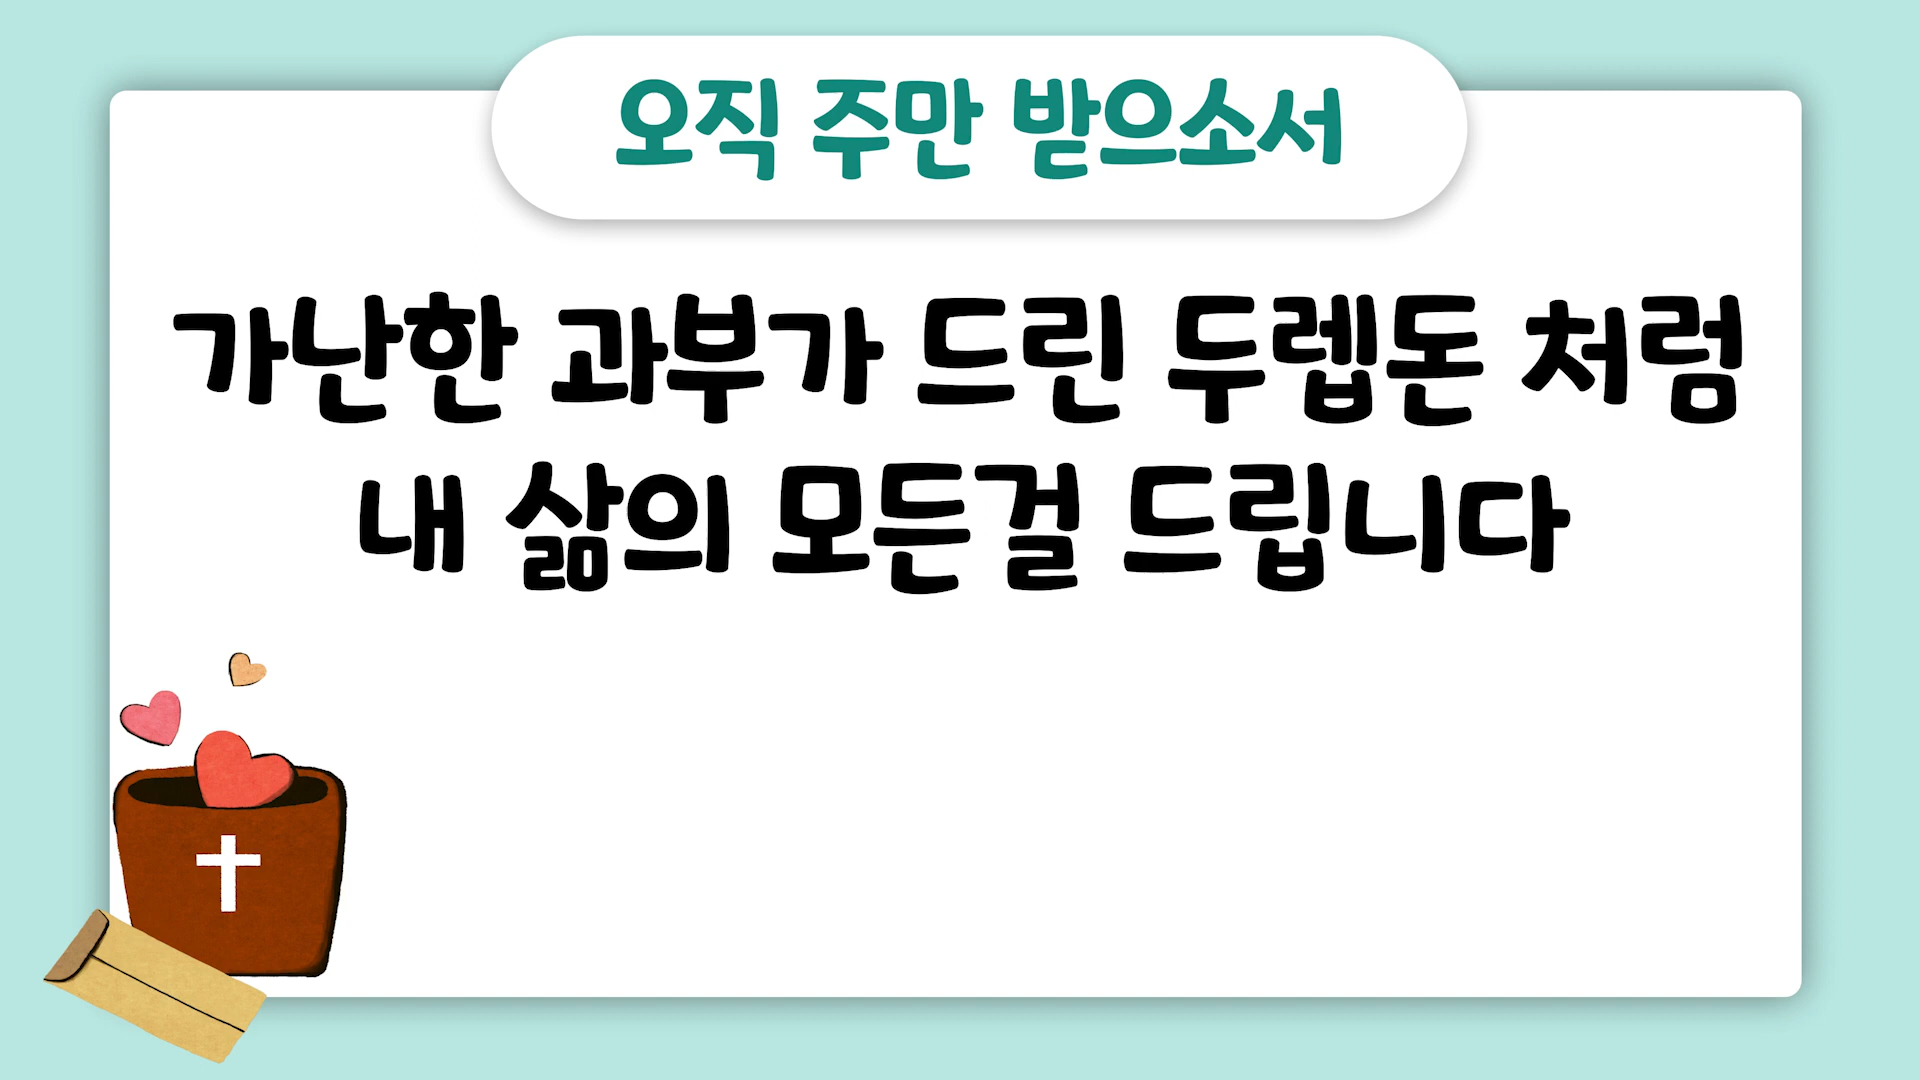 오직 주만 받으소서
가난한 과부가 드린 두렙돈 처럼
내 삶의 모든걸 드립니다